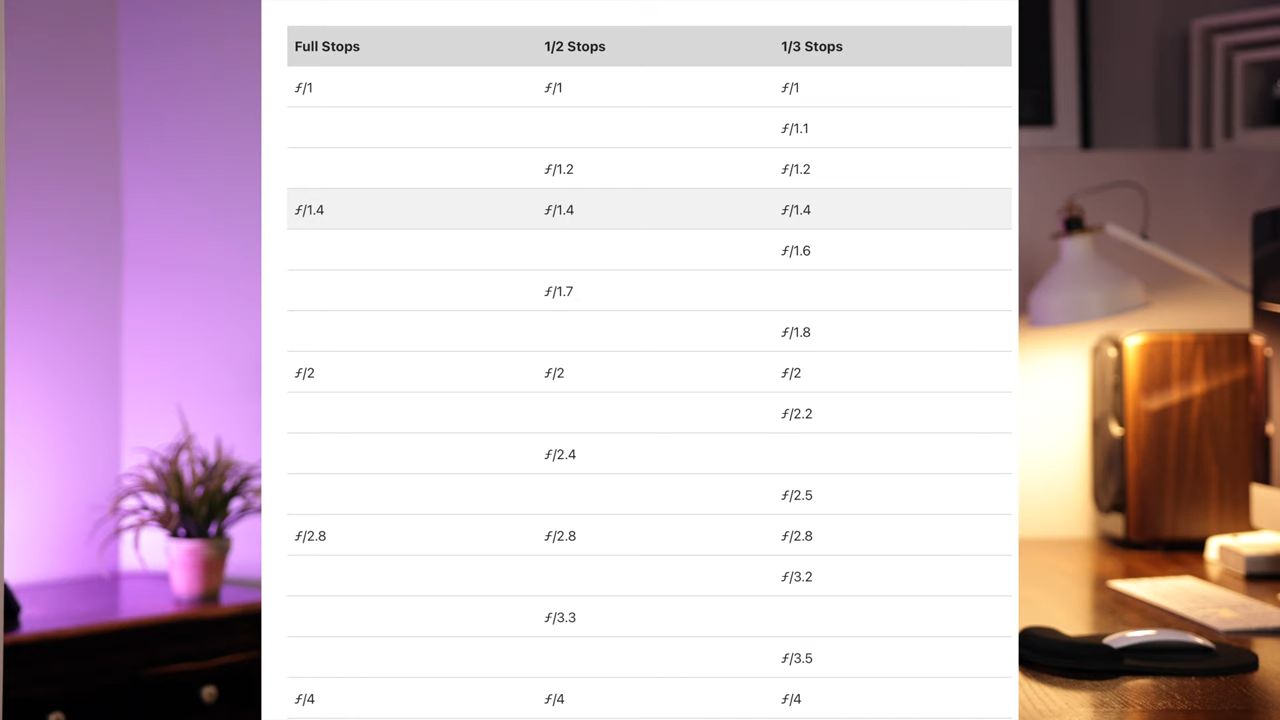 Full Stops 1/2 Stops 1/3 Stops
ƒ/1 ƒ/1 ƒ/1
ƒ/1.1
ƒ/1.2 ƒ/1.2
ƒ/1.4 ƒ/1.4 ƒ/1.4
ƒ/1.6
ƒ/1.7
ƒ/1.8
ƒ/2 ƒ/2 ƒ/2
ƒ/2.2
ƒ/2.4
ƒ/2.5
ƒ/2.8 ƒ/2.8 ƒ/2.8
ƒ/3.2
ƒ/3.3
ƒ/3.5
ƒ/4 ƒ/4 ƒ/4